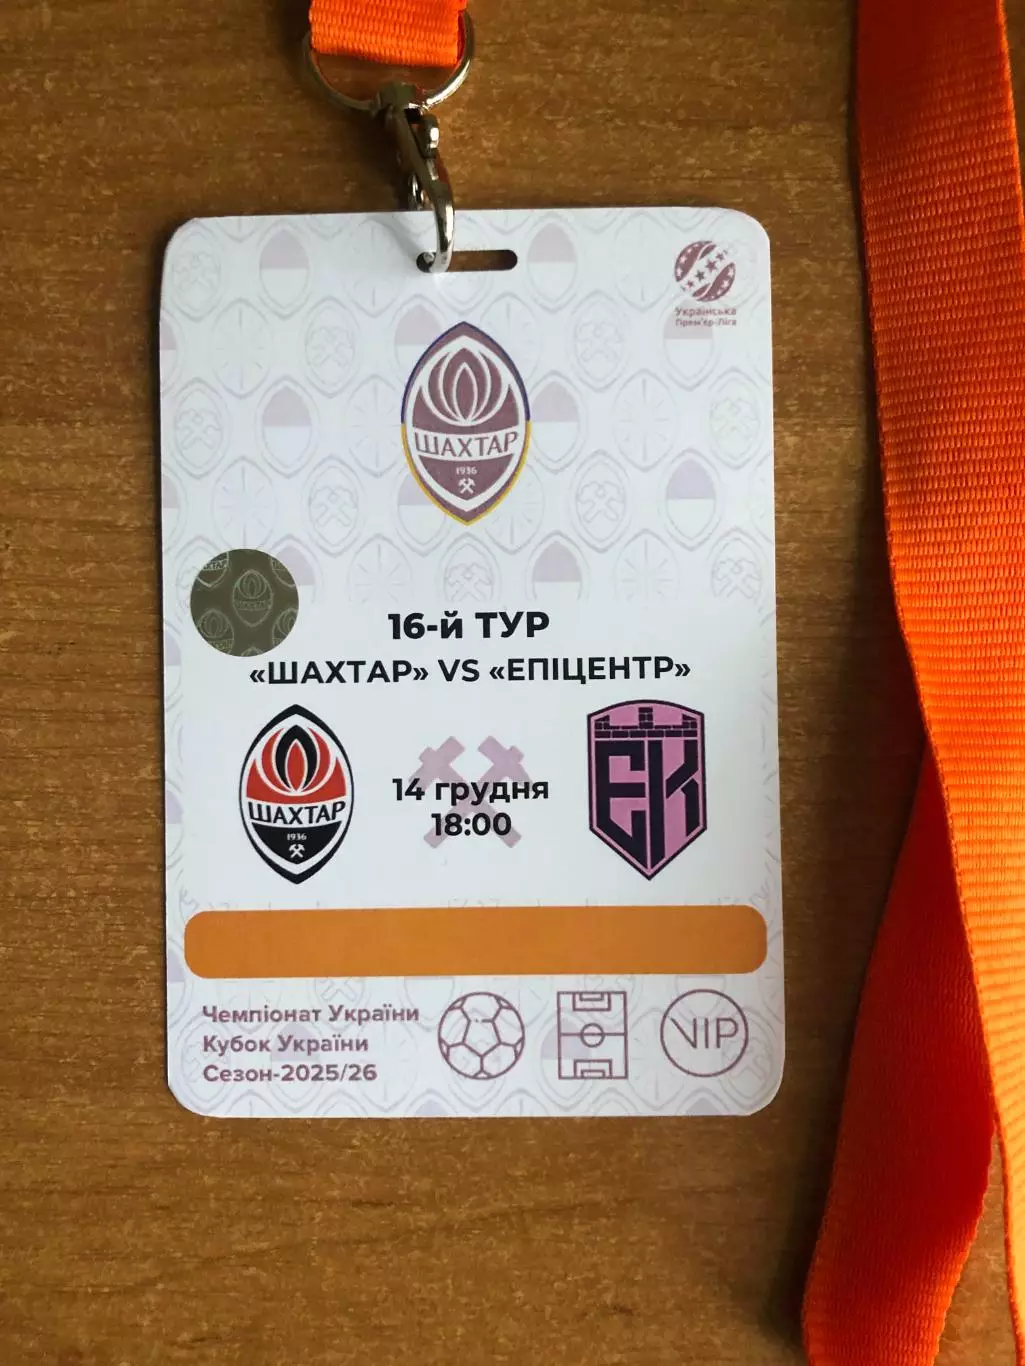 Українська
Прем'єр-Ліга
ШАХТАР
1936
16-й ТУР
«ШАХТАР» VS «ЕПІЦЕНТР»
ШАХТАР
1936
14 грудня
18:00
ЕК
Чемпіонат України
Кубок України
Сезон-2025/26
VIP